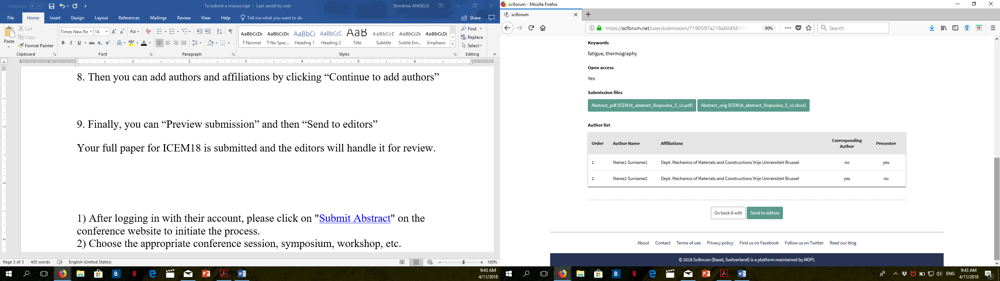 AutoSave Off
To submit a manuscript - Last saved by user
Dimitrios ANGELIS
File Home Insert Design Layout References Mailings Review View Help Tell me what you want to do
Share
Paste
Cut
Copy
Format Painter
Clipboard
Times New Ro 14
Font
Paragraph
AaBbCcDc AaBbCcDc AaBbCc AaBbCcC AaB AaBbCcC AaBbCcDc AaBbCcDc
¶ Normal ¶ No Spac... Heading 1 Heading 2 Title Subtitle Subtle Em... Emphasis
Styles
Find
Replace
Select
Editing
8. Then you can add authors and affiliations by clicking “Continue to add authors”
9. Finally, you can “Preview submission” and then “Send to editors”
Your full paper for ICEM18 is submitted and the editors will handle it for review.
1) After logging in with their account, please click on "Submit Abstract" on the
conference website to initiate the process.
2) Choose the appropriate conference session, symposium, workshop, etc.
Page 3 of 3 405 words English (United States)
160%
9:43 AM
4/11/2018
sciforum - Mozilla Firefox
sciforum
https://sciforum.net/user/submission/7190597a218a60458117
90%
Search
Keywords
fatigue, thermography
Open access
Yes
Submission files
Abstract_pdf (ICEM18_abstract_Iliopoulos_S_v2.pdf) Abstract_orig (ICEM18_abstract_Iliopoulos_S_v2.docx)
Author list
Order Author Name Affiliations Corresponding Author Presenter
1 Name1 Surname1 Dept. Mechanics of Materials and Constructions Vrije Universiteit Brussel no yes
2 Name2 Surname2 Dept. Mechanics of Materials and Constructions Vrije Universiteit Brussel yes no
Go back & edit Send to editors
About Contact Terms of use Privacy policy Find us on Facebook Follow us on Twitter Read our blog
© 2018 Sciforum (Basel, Switzerland) is a platform maintained by MDPI.
ENG
9:43 AM
4/11/2018